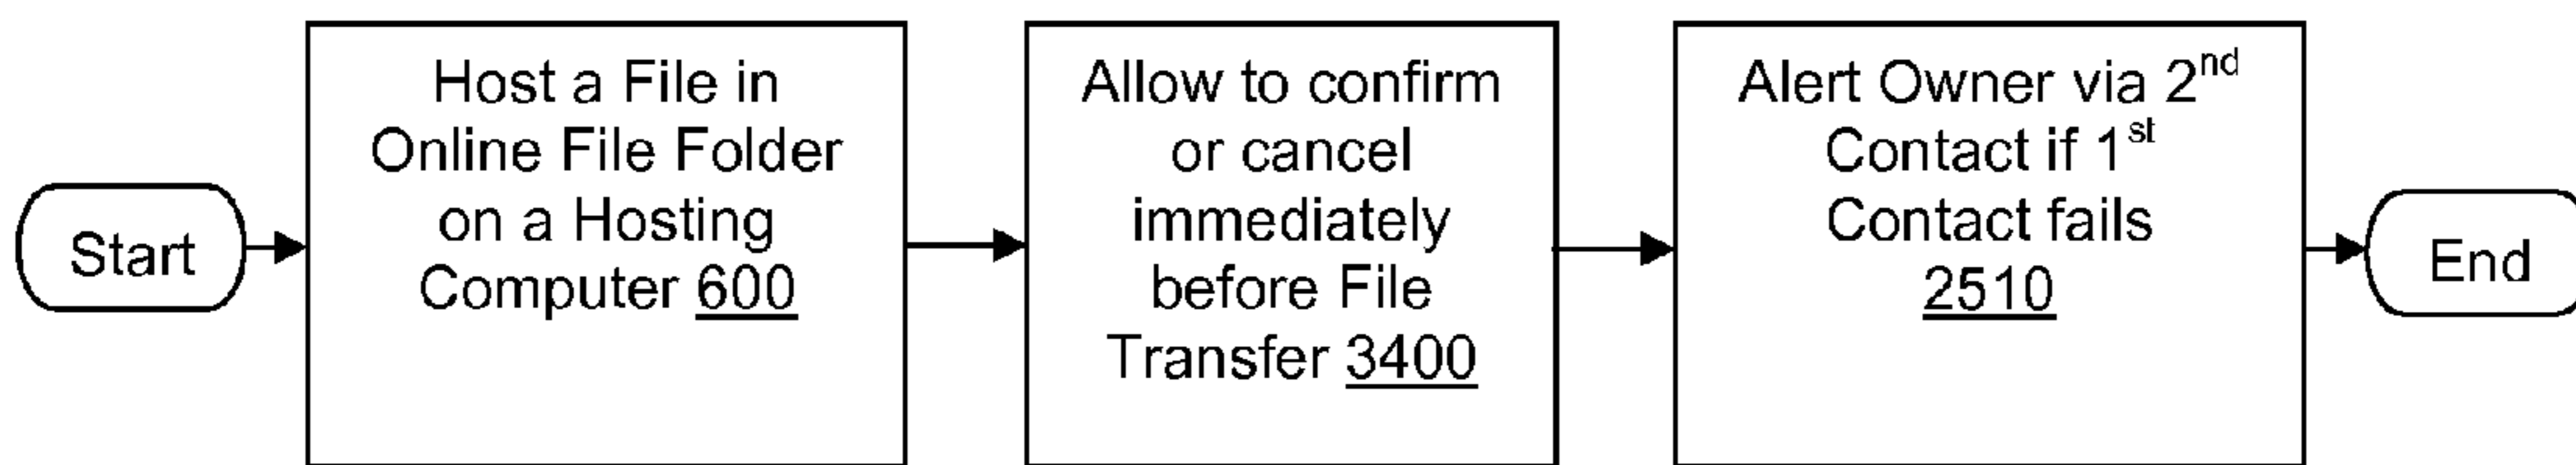 Start
Host a File in
Online File Folder
on a Hosting
Computer 600
Allow to confirm
or cancel
immediately
before File
Transfer 3400
Alert Owner via 2nd
Contact if 1st
Contact fails
2510
End